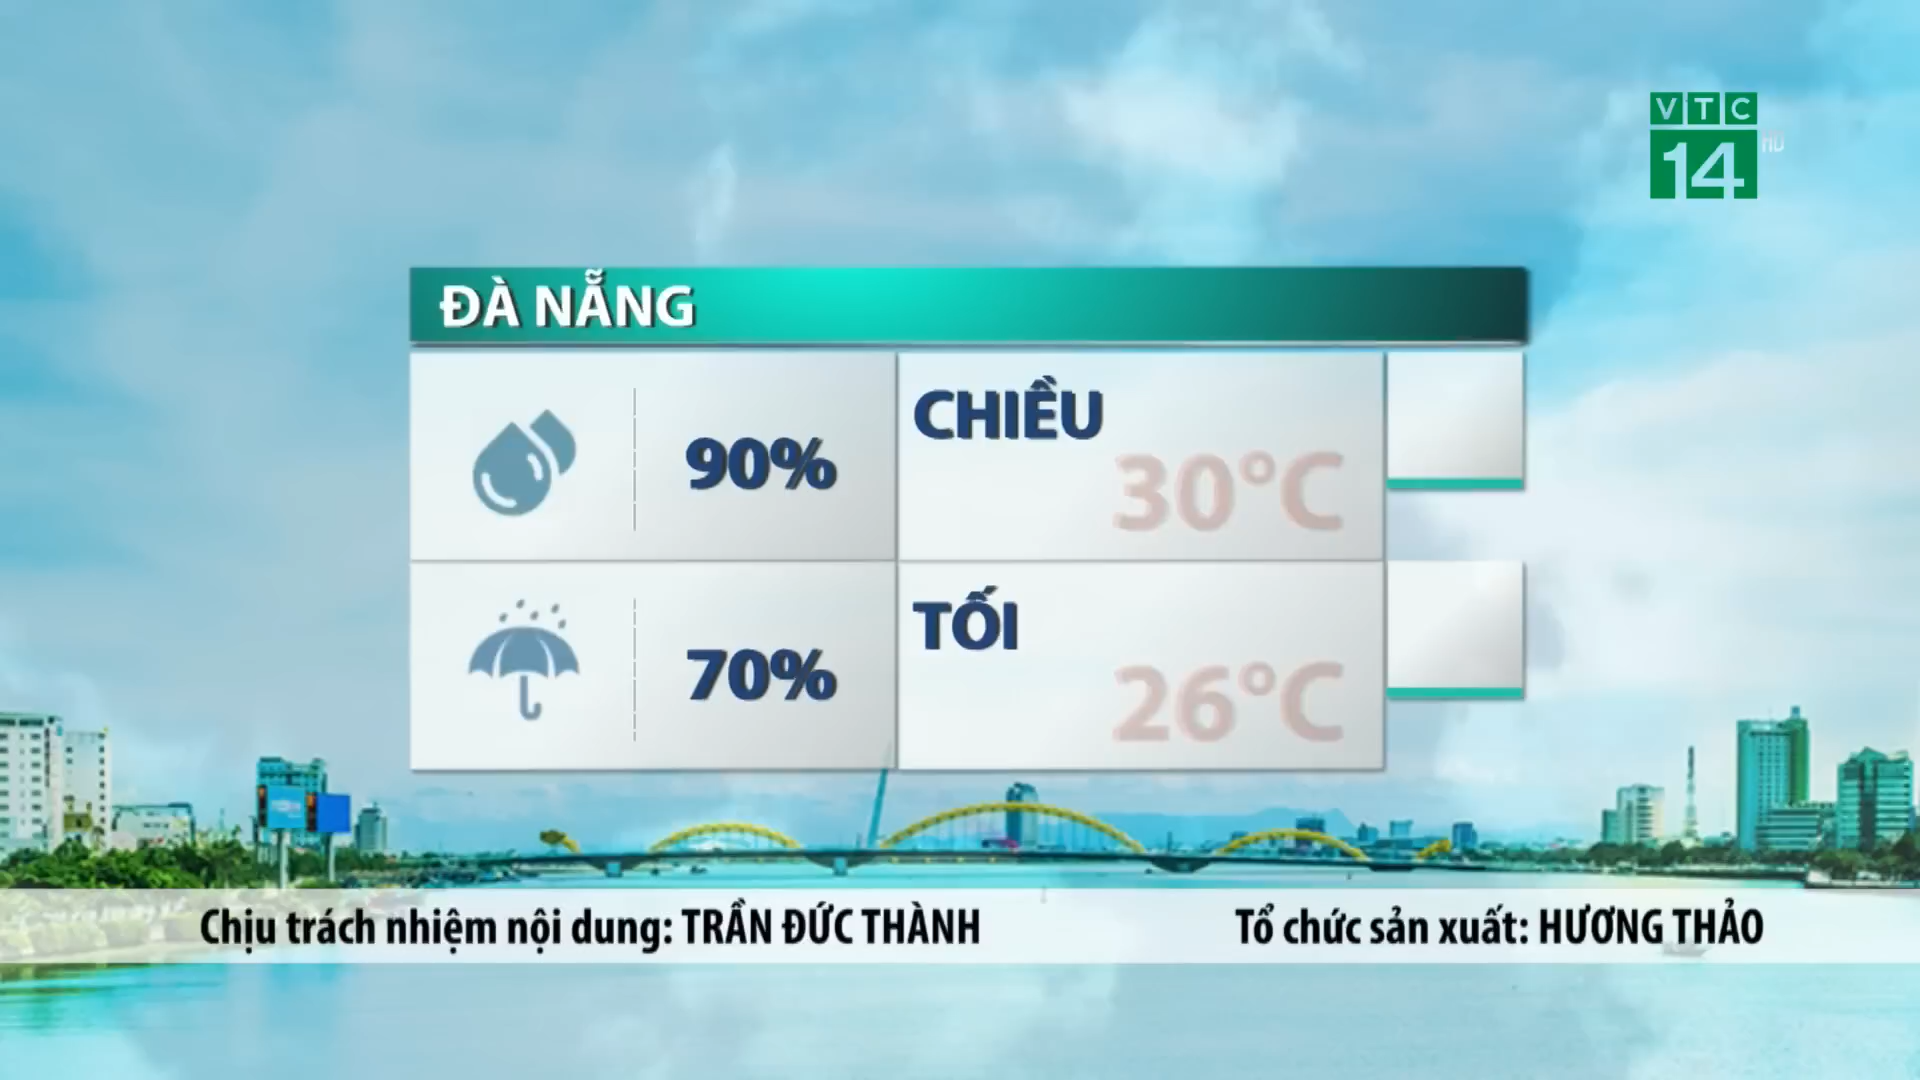 VTC
14 HD
ĐÀ NẴNG
90%
CHIỀU
30°C
70%
TỐI
26°C
Chịu trách nhiệm nội dung: TRẦN ĐỨC THÀNH
Tổ chức sản xuất: HƯƠNG THẢO